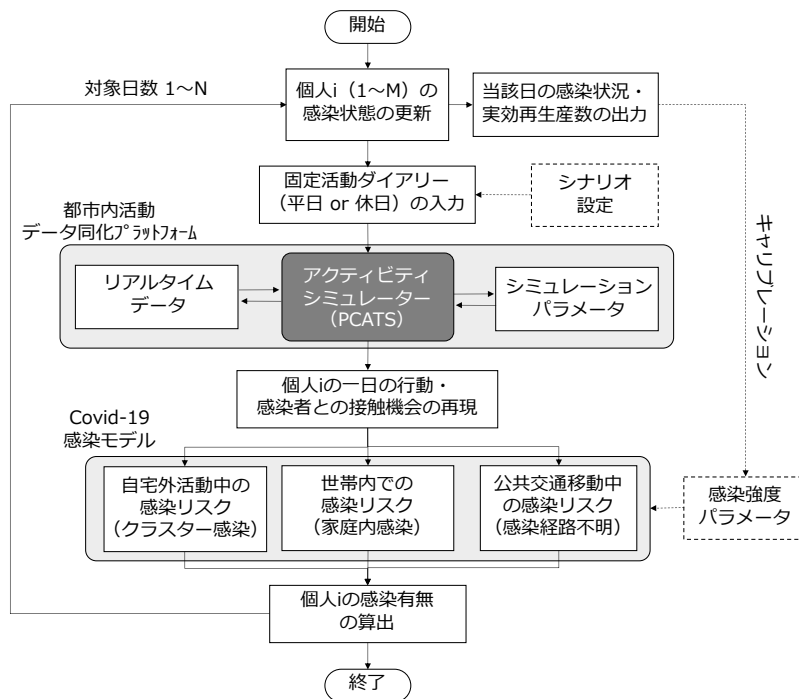 開始
対象日数 1～N
個人i（1～M）の
感染状態の更新
当該日の感染状況・
実効再生産数の出力
固定活動ダイアリー
（平日 or 休日）の入力
シナリオ
設定
都市内活動
データ同化ﾌﾟﾗｯﾄﾌｫｰﾑ
リアルタイム
データ
アクティビティ
シミュレーター
（PCATS）
シミュレーション
パラメータ
キャリブレーション
個人iの一日の行動・
感染者との接触機会の再現
Covid-19
感染モデル
自宅外活動中の
感染リスク
（クラスター感染）
世帯内での
感染リスク
（家庭内感染）
公共交通移動中
の感染リスク
（感染経路不明）
感染強度
パラメータ
個人iの感染有無
の算出
終了